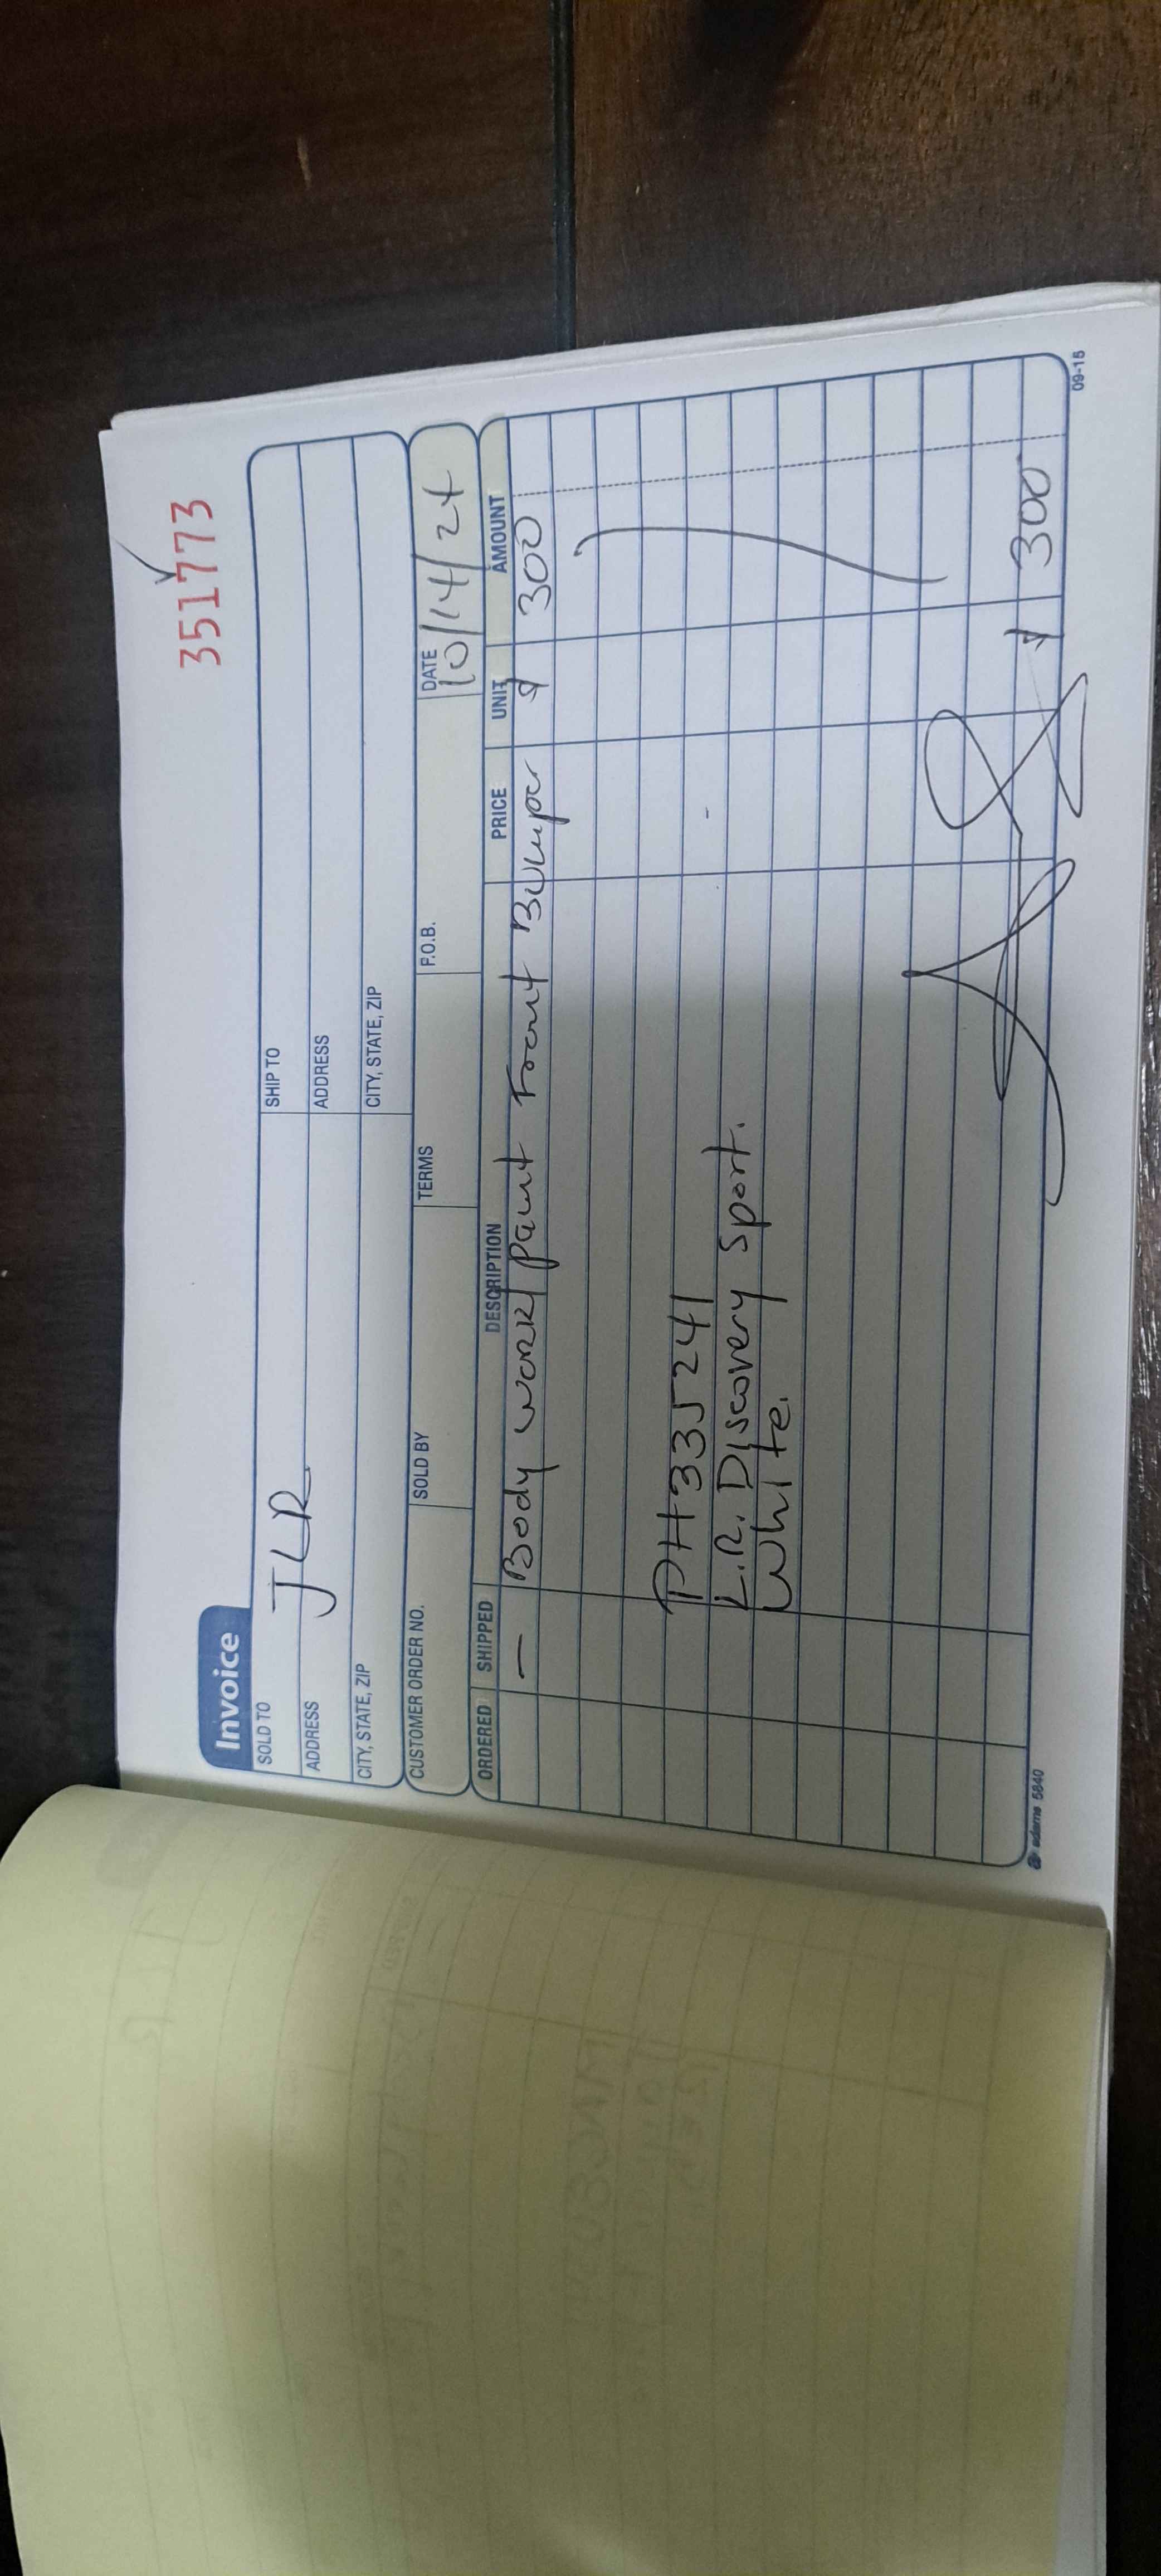 351773
Invoice
SOLD TO JLR SHIP TO
ADDRESS ADDRESS
CITY, STATE, ZIP CITY, STATE, ZIP
CUSTOMER ORDER NO. SOLD BY TERMS F.O.B. DATE 10/14/24
ORDERED SHIPPED DESCRIPTION PRICE UNIT AMOUNT
— Body work/paint Front Bumper $ 300
PH335241
L.R. Discovery sport.
white.
$ 300
adams 5840 09-15